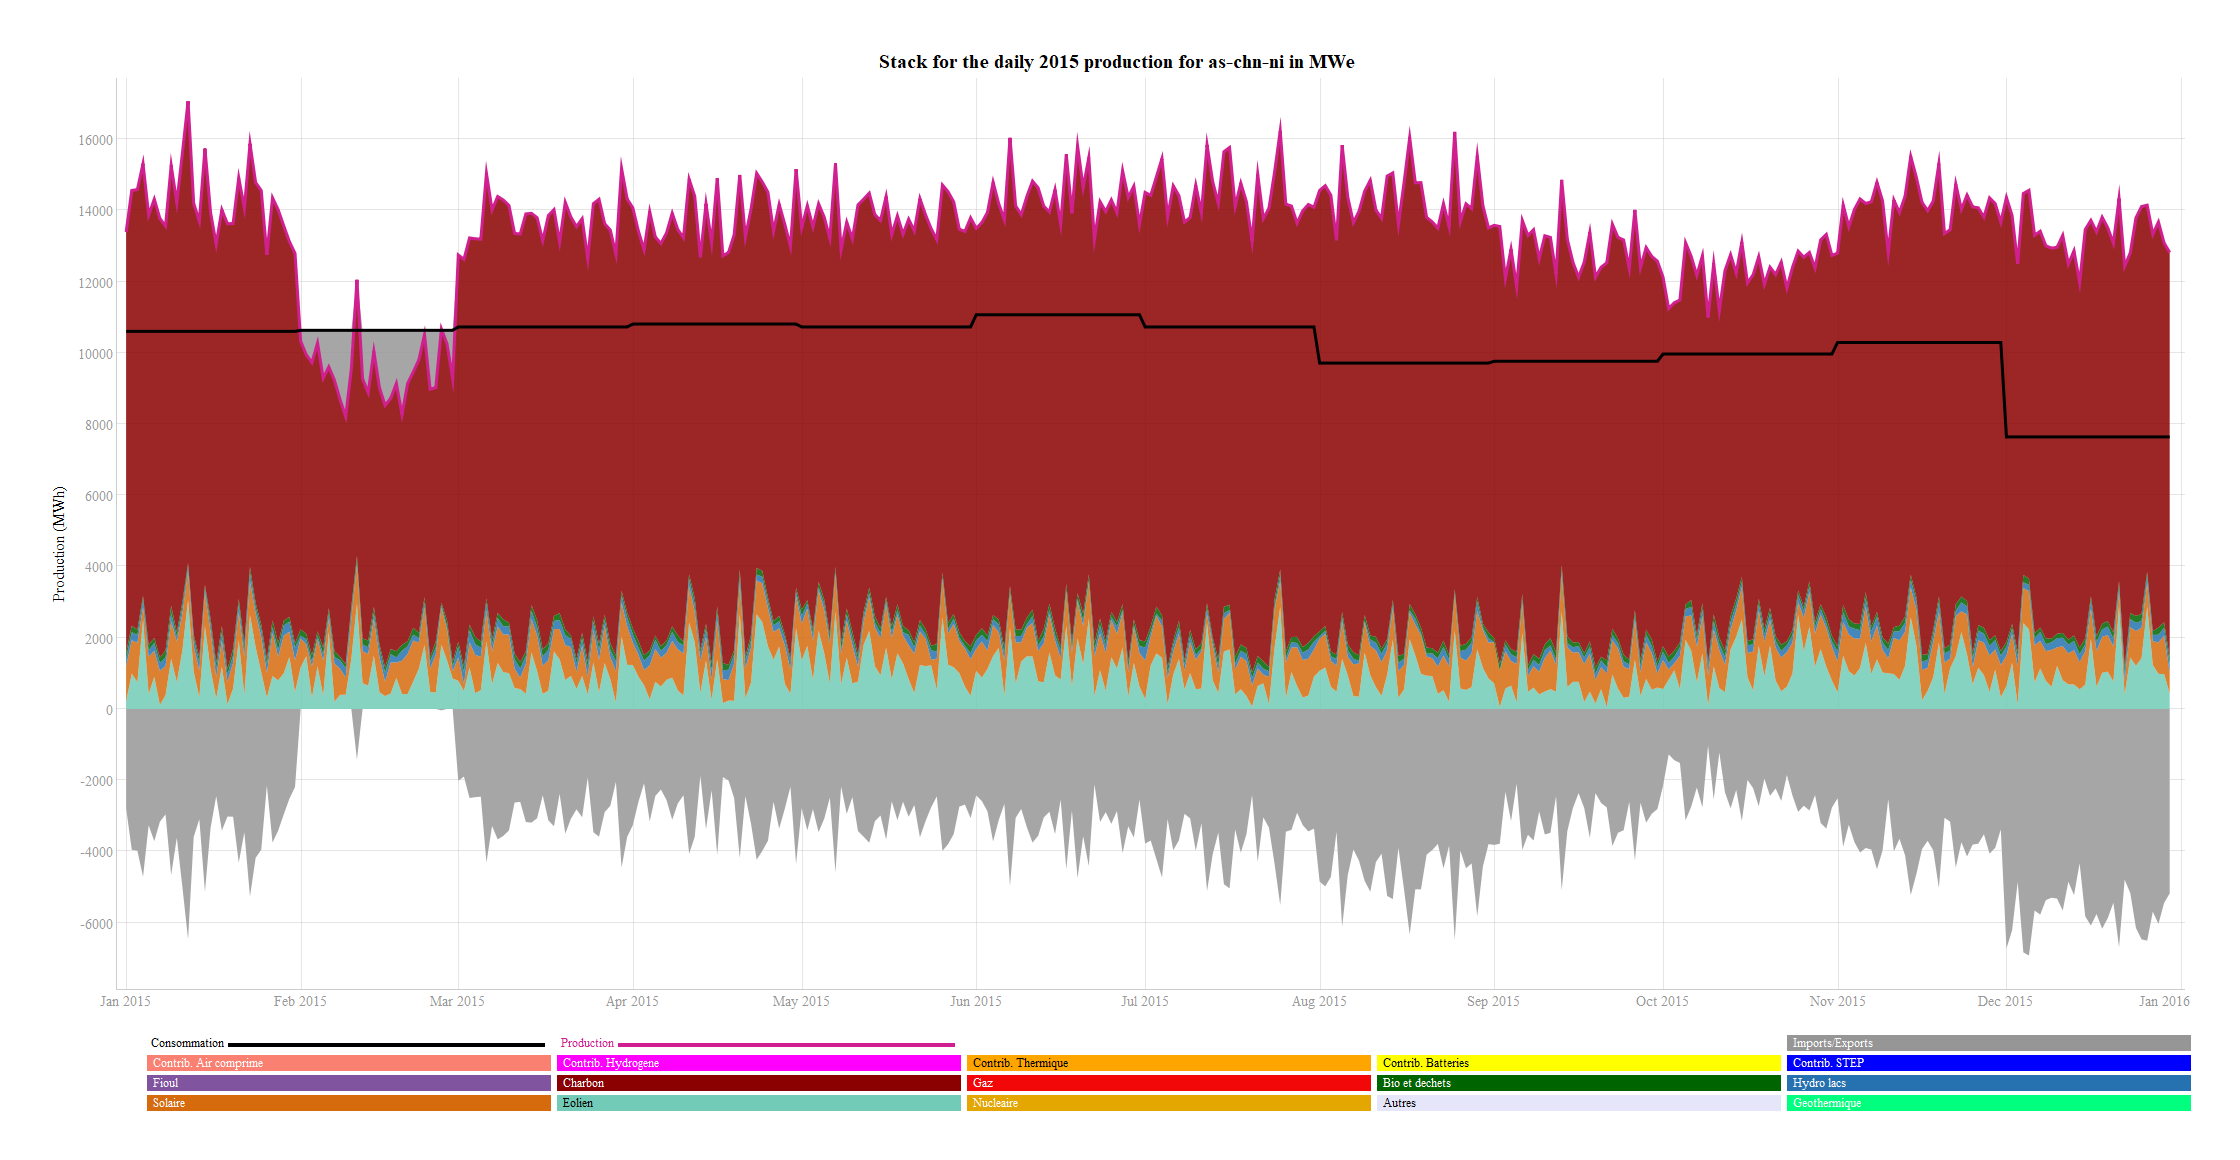 Stack for the daily 2015 production for as-chn-ni in MWe
Production (MWh)
16000
14000
12000
10000
8000
6000
4000
2000
0
-2000
-4000
-6000
Jan 2015 Feb 2015 Mar 2015 Apr 2015 May 2015 Jun 2015 Jul 2015 Aug 2015 Sep 2015 Oct 2015 Nov 2015 Dec 2015 Jan 2016
Consommation Production Imports/Exports
Contrib. Air comprime Contrib. Hydrogene Contrib. Thermique Contrib. Batteries Contrib. STEP
Fioul Charbon Gaz Bio et dechets Hydro lacs
Solaire Eolien Nucleaire Autres Geothermique